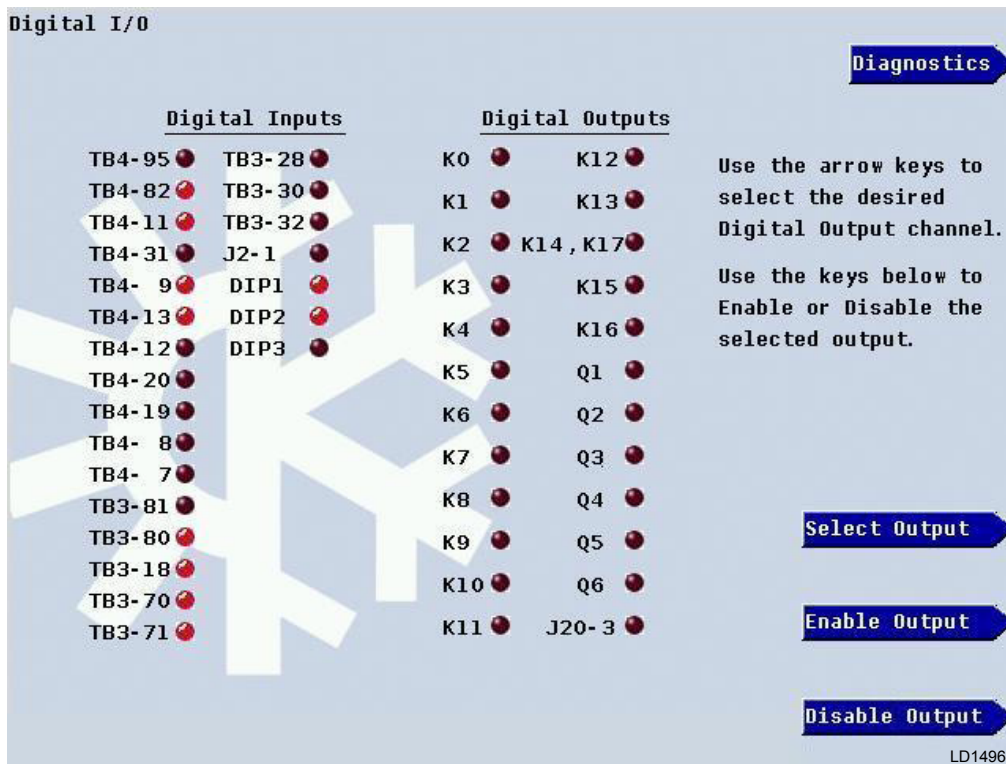 Digital I/O
Diagnostics
Digital Inputs
TB4-95 TB3-28
TB4-82 TB3-30
TB4-11 TB3-32
TB4-31 J2-1
TB4- 9 DIP1
TB4-13 DIP2
TB4-12 DIP3
TB4-20
TB4-19
TB4- 8
TB4- 7
TB3-81
TB3-80
TB3-18
TB3-70
TB3-71
Digital Outputs
K0 K12
K1 K13
K2 K14,K17
K3 K15
K4 K16
K5 Q1
K6 Q2
K7 Q3
K8 Q4
K9 Q5
K10 Q6
K11 J20-3
Use the arrow keys to
select the desired
Digital Output channel.
Use the keys below to
Enable or Disable the
selected output.
Select Output
Enable Output
Disable Output
LD1496